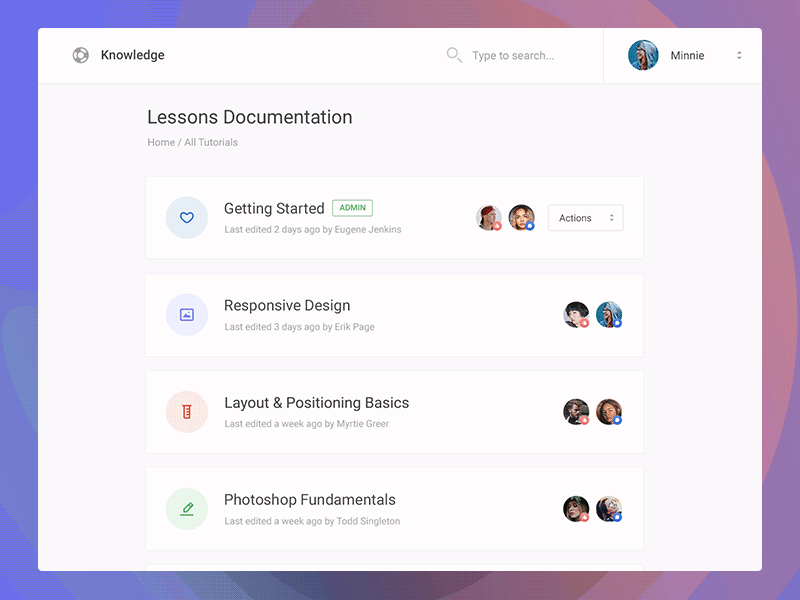 Knowledge
Type to search...
Minnie
Lessons Documentation
Home / All Tutorials
Getting Started ADMIN
Last edited 2 days ago by Eugene Jenkins
Actions
Responsive Design
Last edited 3 days ago by Erik Page
Layout & Positioning Basics
Last edited a week ago by Myrtie Greer
Photoshop Fundamentals
Last edited a week ago by Todd Singleton